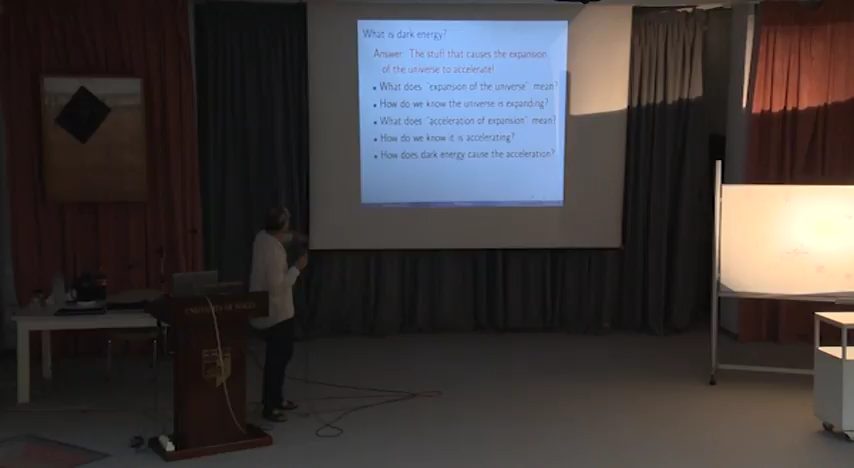 What is dark energy?
Answer: The stuff that causes the expansion
of the universe to accelerate!
• What does "expansion of the universe" mean?
• How do we know the universe is expanding?
• What does "acceleration of expansion" mean?
• How do we know it is accelerating?
• How does dark energy cause the acceleration?
UNIVERSITY OF